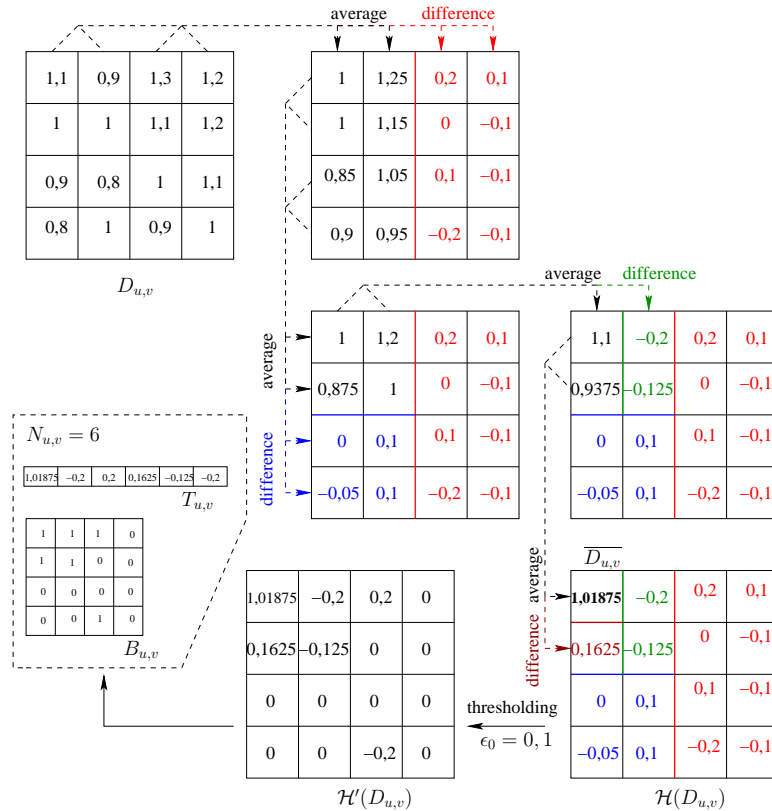 average difference
1,1 0,9 1,3 1,2
1 1 1,1 1,2
0,9 0,8 1 1,1
0,8 1 0,9 1
D_{u,v}
1 1,25 0,2 0,1
1 1,15 0 −0,1
0,85 1,05 0,1 −0,1
0,9 0,95 −0,2 −0,1
average difference
average
difference
1 1,2 0,2 0,1
0,875 1 0 −0,1
0 0,1 0,1 −0,1
−0,05 0,1 −0,2 −0,1
1,1 −0,2 0,2 0,1
0,9375 −0,125 0 −0,1
0 0,1 0,1 −0,1
−0,05 0,1 −0,2 −0,1
N_{u,v} = 6
1,01875 −0,2 0,2 0,1625 −0,125 −0,2
T_{u,v}
1 1 1 0
1 1 0 0
0 0 0 0
0 0 1 0
B_{u,v}
1,01875 −0,2 0,2 0
0,1625 −0,125 0 0
0 0 0 0
0 0 −0,2 0
H′(D_{u,v})
thresholding
ϵ_0 = 0, 1
average
difference
\overline{D_{u,v}}
1,01875 −0,2 0,2 0,1
0,1625 −0,125 0 −0,1
0 0,1 0,1 −0,1
−0,05 0,1 −0,2 −0,1
H(D_{u,v})